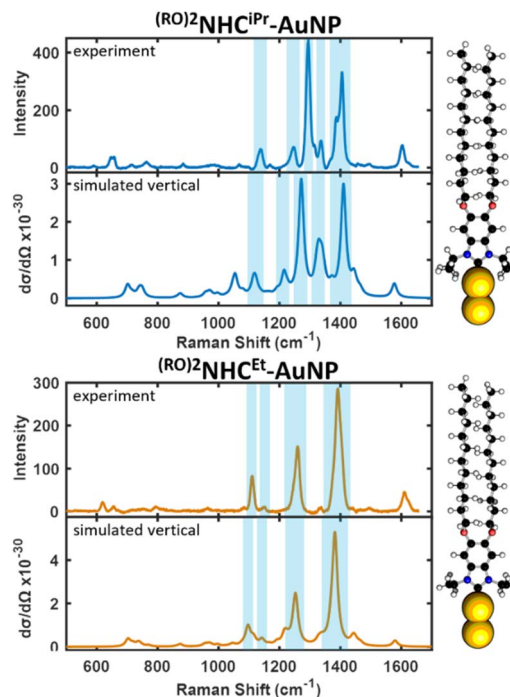 (RO)2NHCiPr-AuNP
experiment
400
200
0
Intensity
simulated vertical
3
2
1
0
dσ/dΩ x10-30
600 800 1000 1200 1400 1600
Raman Shift (cm-1)
(RO)2NHCEt-AuNP
experiment
300
200
100
0
Intensity
simulated vertical
4
2
0
dσ/dΩ x10-30
600 800 1000 1200 1400 1600
Raman Shift (cm-1)